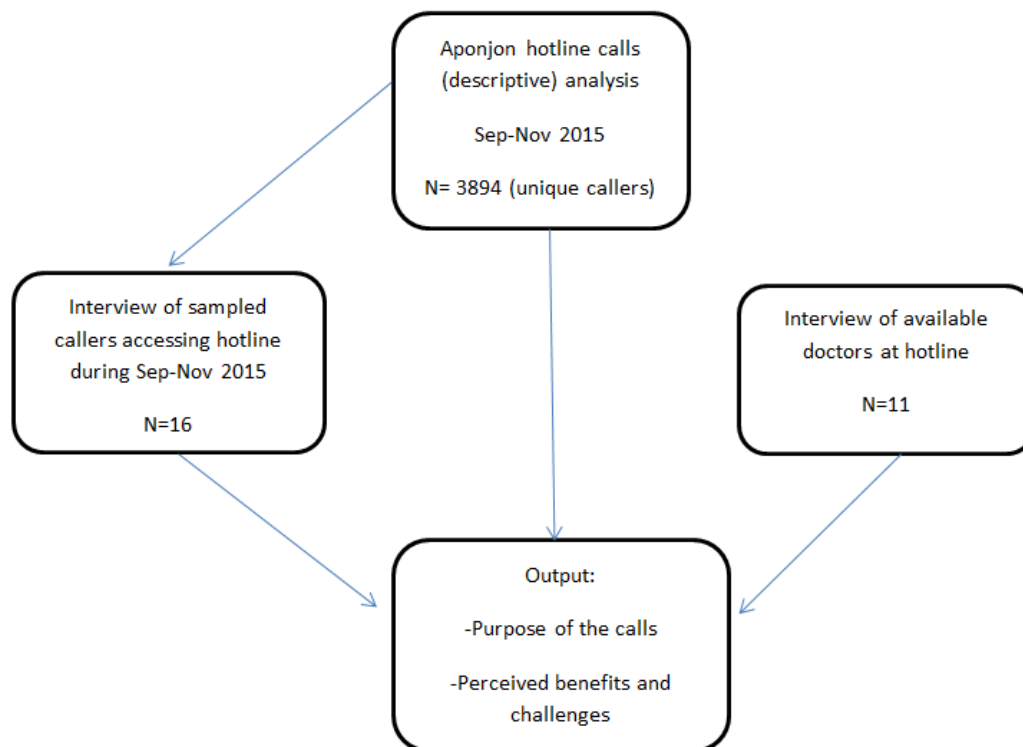 Aponjon hotline calls
(descriptive) analysis
Sep-Nov 2015
N= 3894 (unique callers)
Interview of sampled
callers accessing hotline
during Sep-Nov 2015
N=16
Interview of available
doctors at hotline
N=11
Output:
-Purpose of the calls
-Perceived benefits and
challenges